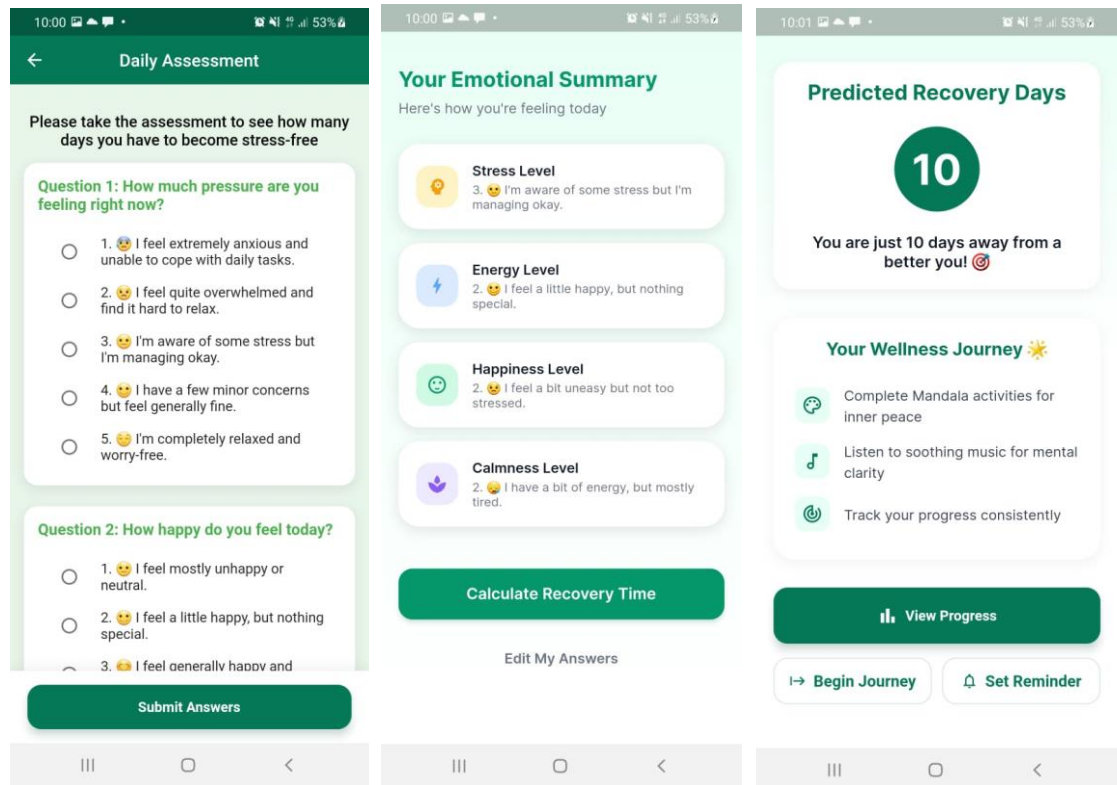 10:00
53%
Daily Assessment
Please take the assessment to see how many
days you have to become stress-free
Question 1: How much pressure are you
feeling right now?
1. 😰 I feel extremely anxious and
unable to cope with daily tasks.
2. 😟 I feel quite overwhelmed and
find it hard to relax.
3. 🙂 I'm aware of some stress but
I'm managing okay.
4. 🙂 I have a few minor concerns
but feel generally fine.
5. 😌 I'm completely relaxed and
worry-free.
Question 2: How happy do you feel today?
1. 🙂 I feel mostly unhappy or
neutral.
2. 🙂 I feel a little happy, but nothing
special.
3. 😊 I feel generally happy and
Submit Answers
10:00
53%
Your Emotional Summary
Here's how you're feeling today
Stress Level
3. 🙂 I'm aware of some stress but I'm
managing okay.
Energy Level
2. 🙂 I feel a little happy, but nothing
special.
Happiness Level
2. 😟 I feel a bit uneasy but not too
stressed.
Calmness Level
2. 😪 I have a bit of energy, but mostly
tired.
Calculate Recovery Time
Edit My Answers
10:01
53%
Predicted Recovery Days
10
You are just 10 days away from a
better you! 🎯
Your Wellness Journey 🌟
Complete Mandala activities for
inner peace
Listen to soothing music for mental
clarity
Track your progress consistently
View Progress
Begin Journey
Set Reminder